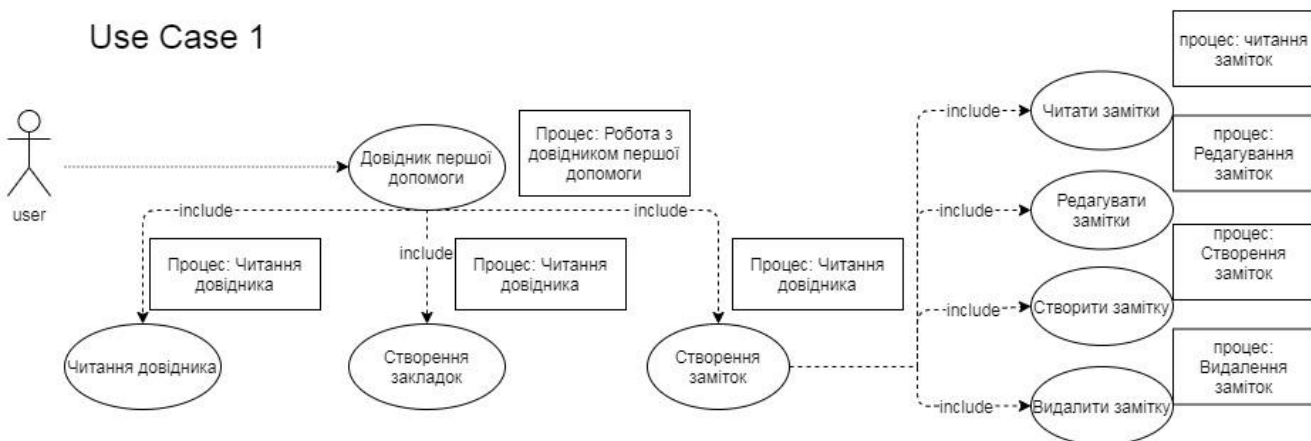 Use Case 1
user
Довідник першої
допомоги
Процес: Робота з
довідником першої
допомоги
include
include
include
Процес: Читання
довідника
Процес: Читання
довідника
Процес: Читання
довідника
Читання довідника
Створення
закладок
Створення
заміток
include
Читати замітки
процес: читання
заміток
include
Редагувати
замітки
процес:
Редагування
заміток
include
Створити замітку
процес:
Створення
заміток
include
Видалити замітку
процес:
Видалення
заміток